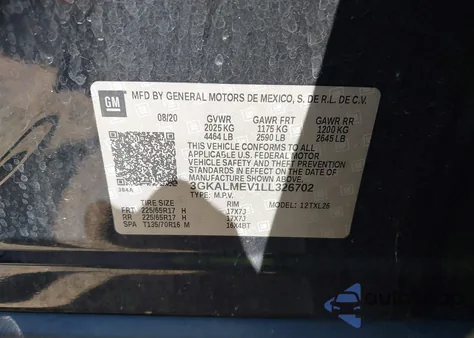 GM
MFD BY GENERAL MOTORS DE MEXICO, S. DE R.L. DE C.V.
08/20 GVWR GAWR FRT GAWR RR
2025 KG 1175 KG 1200 KG
4464 LB 2590 LB 2645 LB
THIS VEHICLE CONFORMS TO ALL
APPLICABLE U.S. FEDERAL MOTOR
VEHICLE SAFETY AND THEFT PREVENTION
STANDARDS IN EFFECT ON THE DATE OF
MANUFACTURE SHOWN ABOVE.
3GKALMEV1LL326702
TYPE: M.P.V. MODEL: 12TXL26
TIRE SIZE RIM
FRT 225/65R17 H 17X7J
RR 225/65R17 H 17X7J
SPA T135/70R16 M 16X4BT